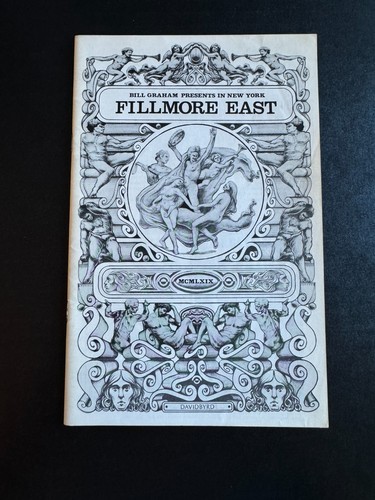 BILL GRAHAM PRESENTS IN NEW YORK
FILLMORE EAST
MCMLXIX
DAVIDBYRD